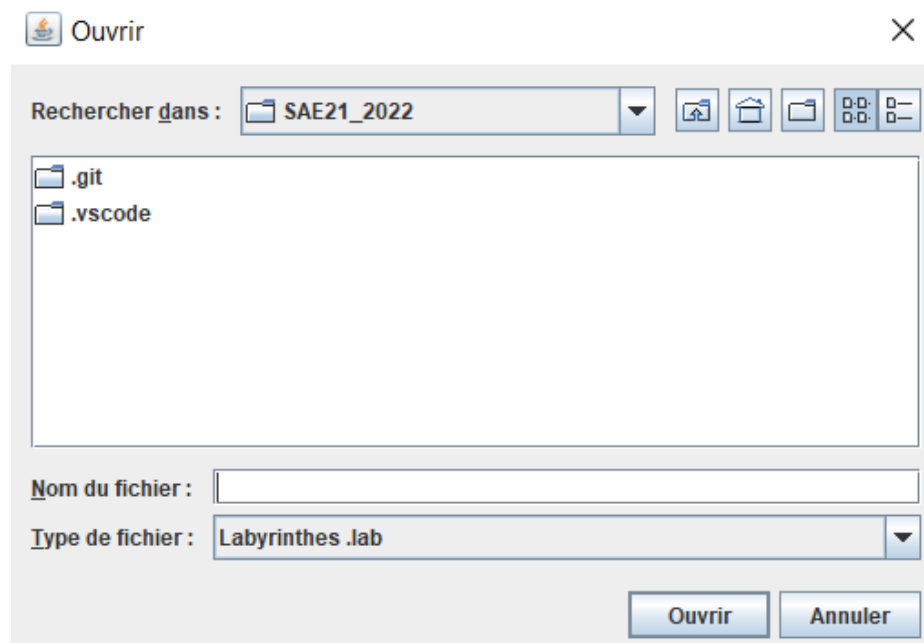 Ouvrir
Rechercher dans : SAE21_2022
.git
.vscode
Nom du fichier :
Type de fichier : Labyrinthes .lab
Ouvrir Annuler